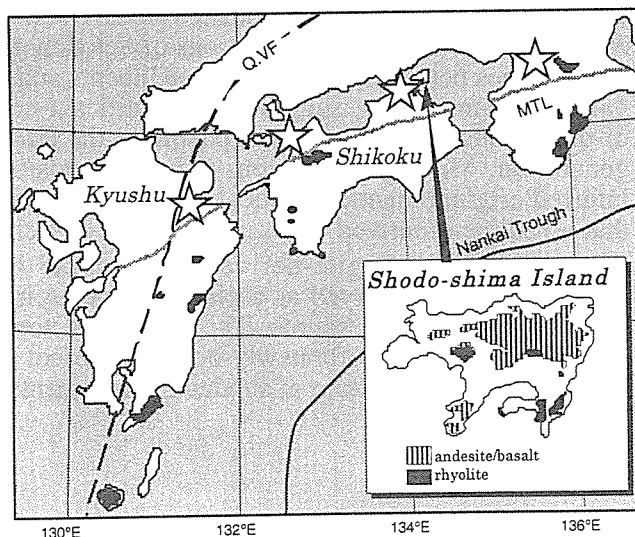 Q.VF
MTL
Shikoku
Kyushu
Nankai Trough
Shodo-shima Island
andesite/basalt
rhyolite
130°E
132°E
134°E
136°E